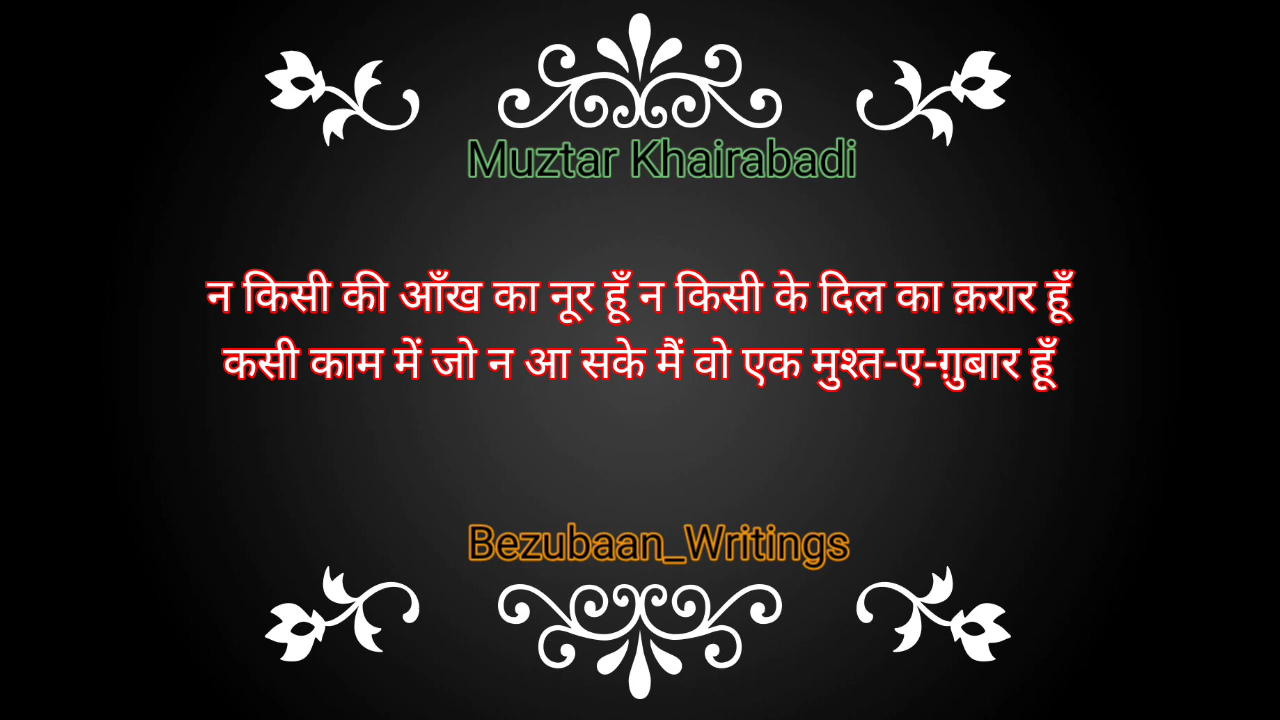 Muztar Khairabadi
न किसी की आँख का नूर हूँ न किसी के दिल का क़रार हूँ
कसी काम में जो न आ सके मैं वो एक मुश्त-ए-ग़ुबार हूँ
Bezubaan_Writings